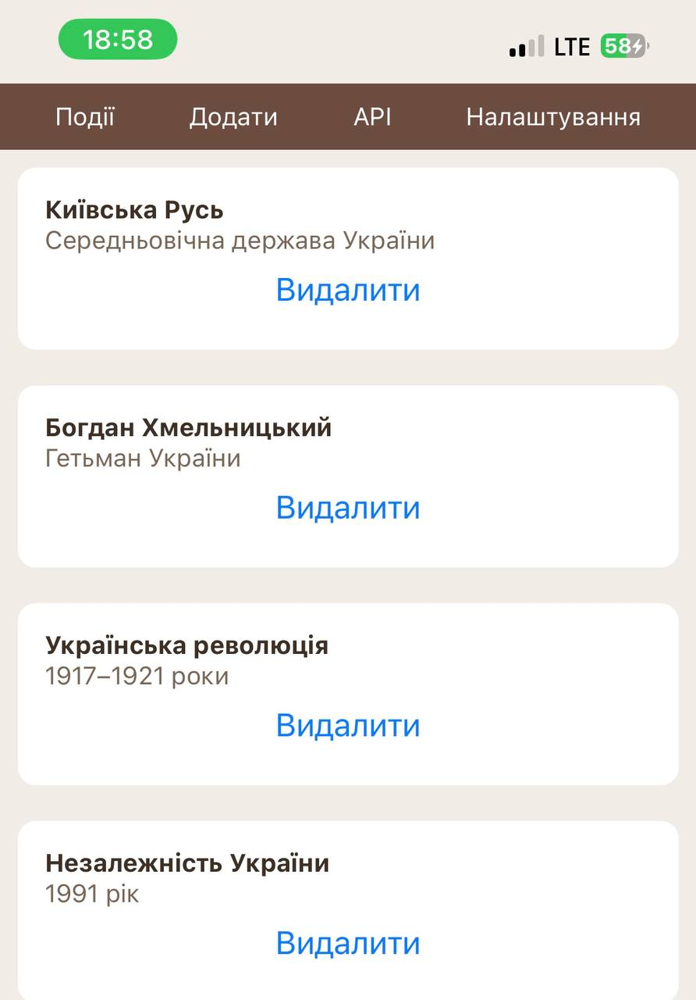 18:58 LTE 58
Події Додати API Налаштування
Київська Русь
Середньовічна держава України
Видалити
Богдан Хмельницький
Гетьман України
Видалити
Українська революція
1917–1921 роки
Видалити
Незалежність України
1991 рік
Видалити